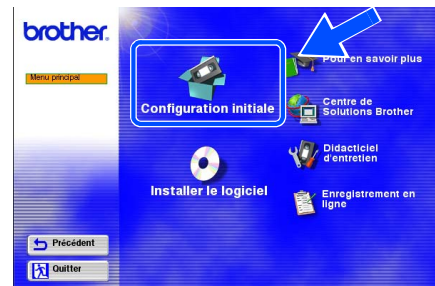 brother.
Menu principal
Configuration initiale
Installer le logiciel
Pour en savoir plus
Centre de
Solutions Brother
Didacticiel
d'entretien
Enregistrement en
ligne
Précédent
Quitter